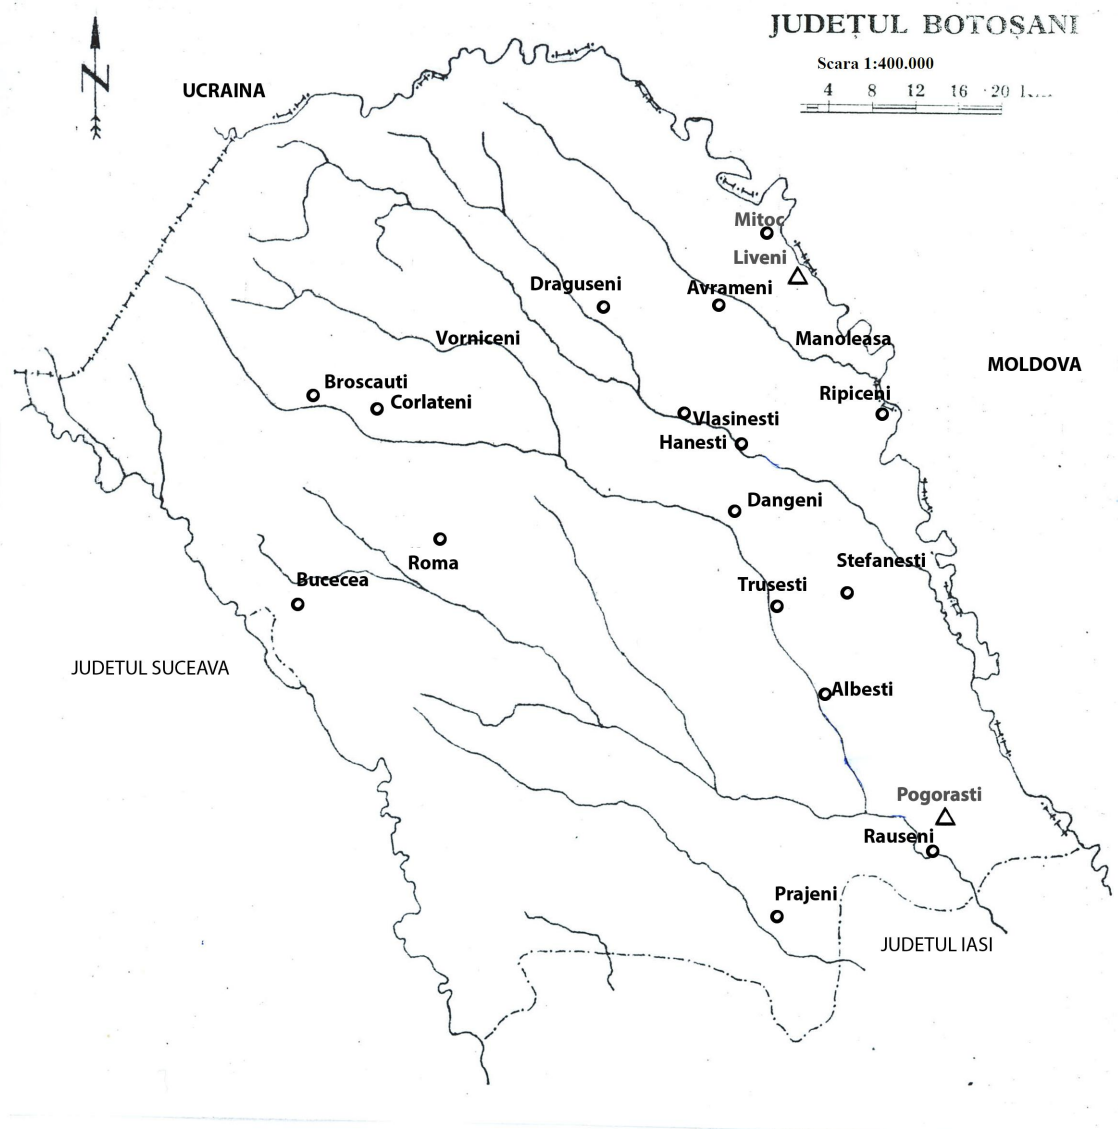 JUDEȚUL BOTOȘANI
Scara 1:400.000
4 8 12 16 20
N
UCRAINA
Mitoc
Liveni
Draguseni
Avrameni
Vorniceni
Manoleasa
MOLDOVA
Broscauti
Ripiceni
Corlateni
Vlasinesti
Hanesti
Dangeni
Roma
Stefanesti
Bucecea
Trusesti
JUDETUL SUCEAVA
Albesti
Pogorasti
Rauseni
Prajeni
JUDETUL IASI